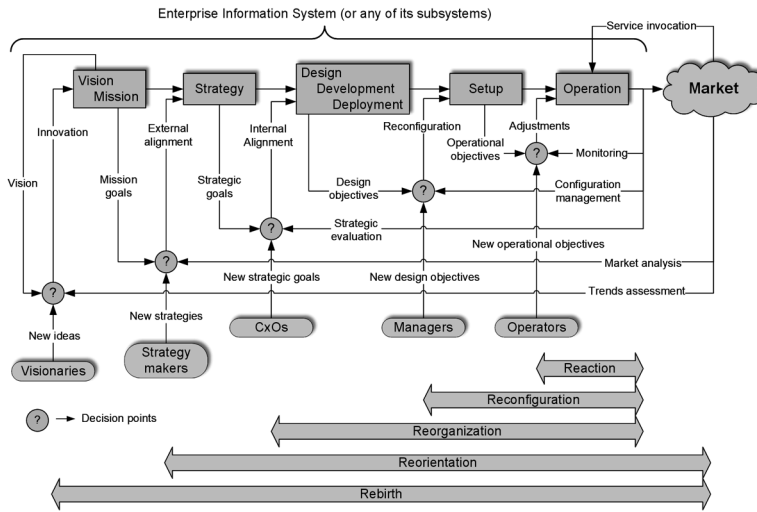 Enterprise Information System (or any of its subsystems)
Service invocation
Vision
Mission
Strategy
Design
Development
Deployment
Setup
Operation
Market
Innovation
External
alignment
Internal
Alignment
Reconfiguration
Adjustments
Operational
objectives
?
Monitoring
Vision
Mission
goals
Strategic
goals
Design
objectives
?
Configuration
management
?
Strategic
evaluation
New operational objectives
?
Market analysis
New strategic goals
New design objectives
?
Trends assessment
New ideas
New strategies
CxOs
Managers
Operators
Visionaries
Strategy
makers
Reaction
Reconfiguration
? Decision points
Reorganization
Reorientation
Rebirth